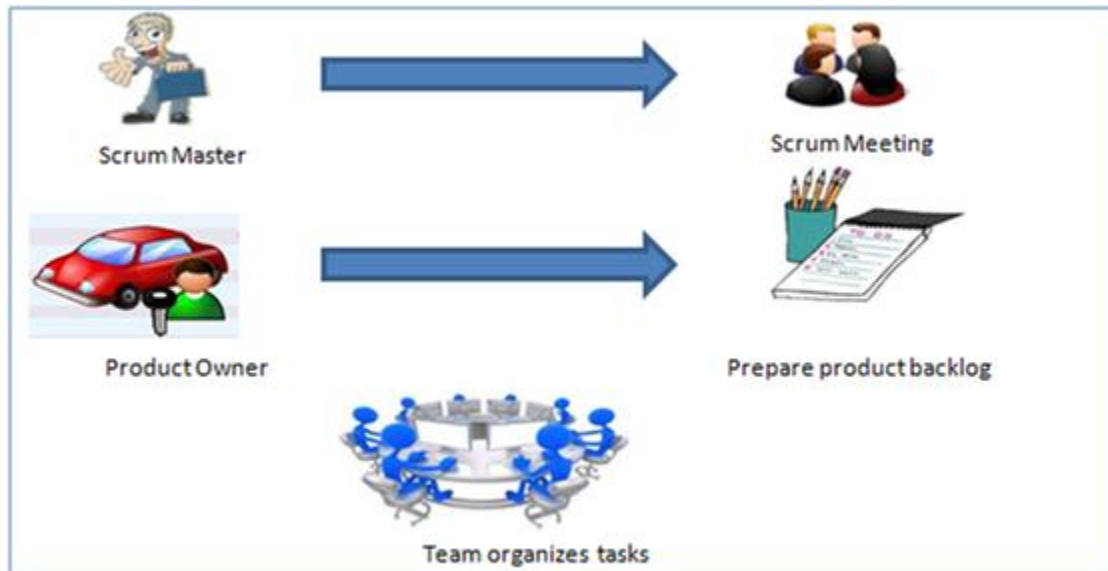 Scrum Master
Scrum Meeting
Product Owner
Prepare product backlog
Team organizes tasks